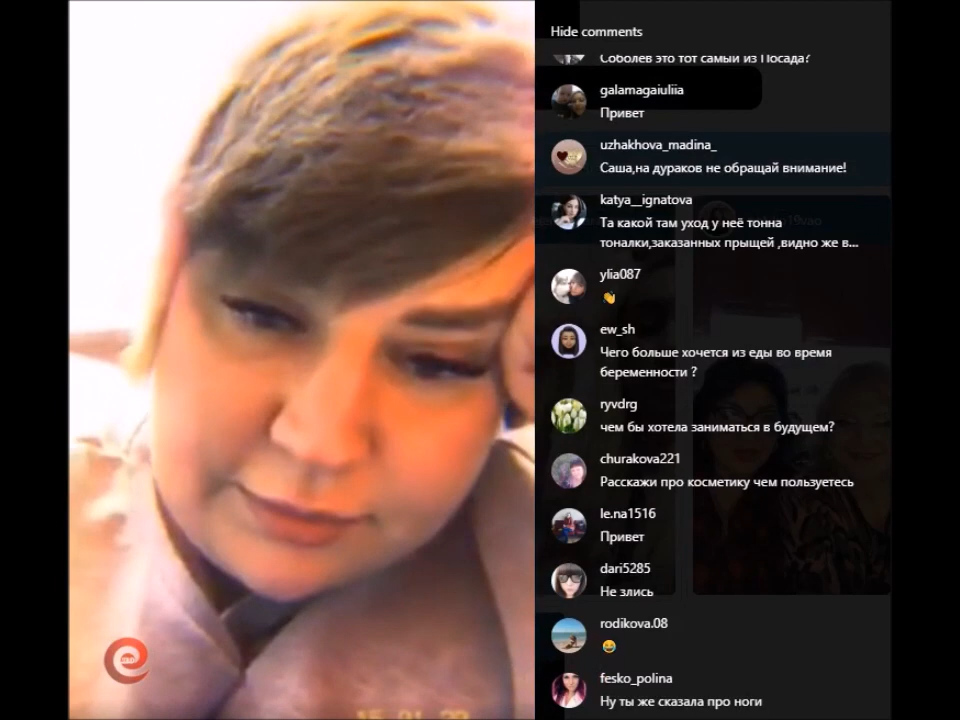 Hide comments
Соболев это тот самый из Посада?
galamagaiuliia
Привет
uzhakhova_madina_
Саша,на дураков не обращай внимание!
katya__ignatova
Та какой там уход у неё тонна
тоналки,заказанных прыщей ,видно же в...
ylia087
👏
ew_sh
Чего больше хочется из еды во время
беременности ?
ryvdrg
чем бы хотела заниматься в будущем?
churakova221
Расскажи про косметику чем пользуетесь
le.na1516
Привет
dari5285
Не злись
rodikova.08
😂
fesko_polina
Ну ты же сказала про ноги